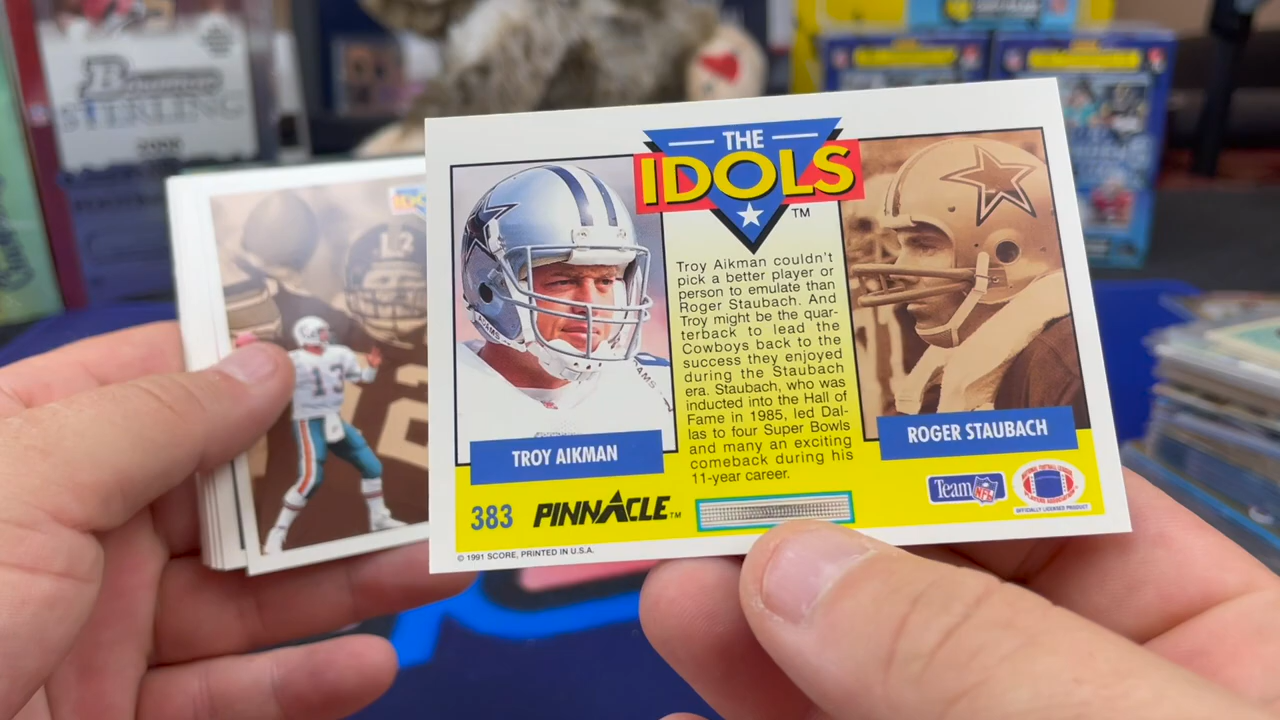 Bowman
STERLING
12
13
THE
IDOLS
TM
Troy Aikman couldn't
pick a better player or
person to emulate than
Roger Staubach. And
Troy might be the quar-
terback to lead the
Cowboys back to the
success they enjoyed
during the Staubach
era. Staubach, who was
inducted into the Hall of
Fame in 1985, led Dal-
las to four Super Bowls
and many an exciting
comeback during his
11-year career.
TROY AIKMAN
ROGER STAUBACH
383 PINNACLE TM
Team NFL
OFFICIALLY LICENSED PRODUCT
© 1991 SCORE, PRINTED IN U.S.A.